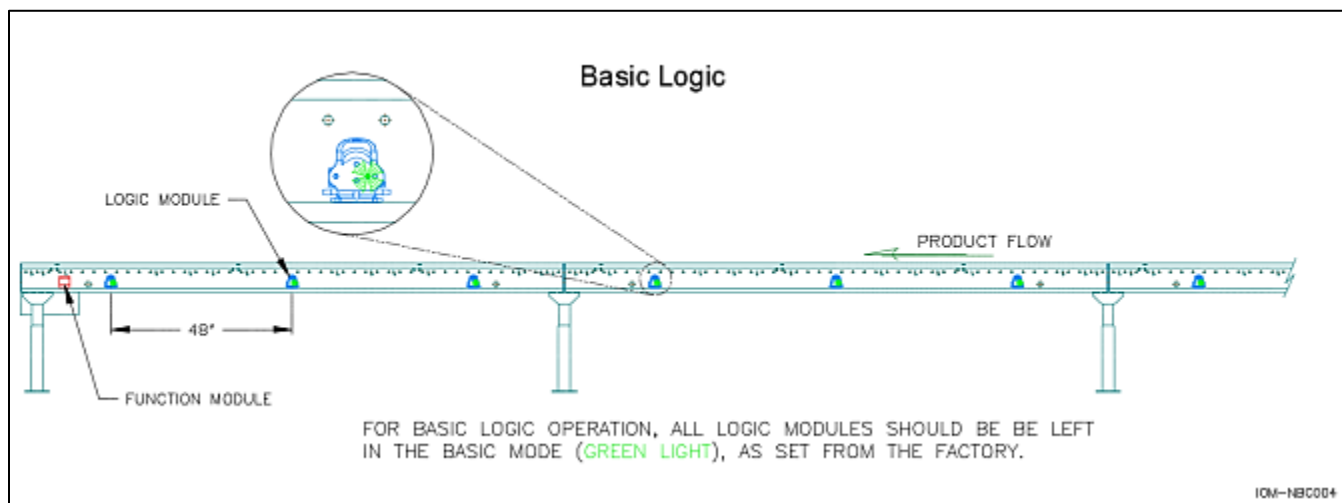 Basic Logic
LOGIC MODULE
PRODUCT FLOW
48"
FUNCTION MODULE
FOR BASIC LOGIC OPERATION, ALL LOGIC MODULES SHOULD BE BE LEFT
IN THE BASIC MODE (GREEN LIGHT), AS SET FROM THE FACTORY.
IOM-NBC004